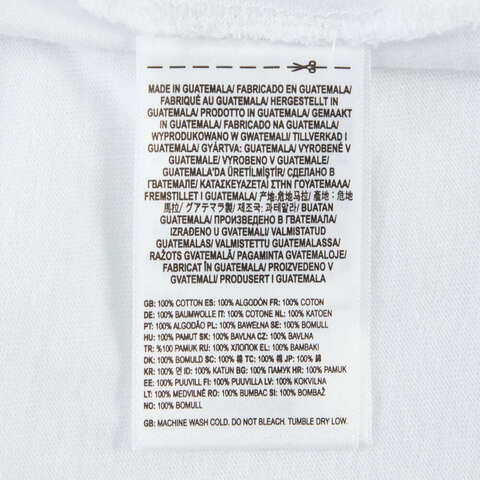 MADE IN GUATEMALA/ FABRICADO EN GUATEMALA/
FABRIQUÉ AU GUATEMALA/ HERGESTELLT IN
GUATEMALA/ PRODOTTO IN GUATEMALA/ GEMAAKT
IN GUATEMALA/ FABRICADO NA GUATEMALA/
WYPRODUKOWANO W GWATEMALI/ TILLVERKAD I
GUATEMALA/ GYÁRTVA: GUATEMALA/ VYROBENÉ V
GUATEMALE/ VYROBENO V GUATEMALE/
GUATEMALA'DA ÜRETİLMİŞTİR/ СДЕЛАНО В
ГВАТЕМАЛЕ/ ΚΑΤΑΣΚΕΥΑΖΕΤΑΙ ΣΤΗΝ ΓΟΥΑΤΕΜΑΛΑ/
FREMSTILLET I GUATEMALA/ 产地:危地马拉/ 產地:危地
馬拉/ グアテマラ製/ 제조국: 과테말라/ BUATAN
GUATEMALA/ ПРОИЗВЕДЕНО В ГВАТЕМАЛА/
IZRAĐENO U GVATEMALI/ VALMISTATUD
GUATEMALAS/ VALMISTETTU GUATEMALASSA/
RAŽOTS GVATEMALĀ/ PAGAMINTA GVATEMALOJE/
FABRICAT ÎN GUATEMALA/ PROIZVEDENO V
GVATEMALI/ PRODUSERT I GUATEMALA
GB: 100% COTTON ES: 100% ALGODÓN FR: 100% COTON
DE: 100% BAUMWOLLE IT: 100% COTONE NL: 100% KATOEN
PT: 100% ALGODÃO PL: 100% BAWEŁNA SE: 100% BOMULL
HU: 100% PAMUT SK: 100% BAVLNA CZ: 100% BAVLNA
TR: %100 PAMUK RU: 100% ХЛОПОК EL: 100% BAMBAKI
DK: 100% BOMULD SC: 100% 棉 TC: 100% 棉 JP: 100% 綿
KR: 100% 면 ID: 100% KATUN BG: 100% ПАМУК HR: 100% PAMUK
EE: 100% PUUVILL FI: 100% PUUVILLA LV: 100% KOKVILNA
LT: 100% MEDVILNĖ RO: 100% BUMBAC SI: 100% BOMBAŽ
NO: 100% BOMULL
GB: MACHINE WASH COLD. DO NOT BLEACH. TUMBLE DRY LOW.